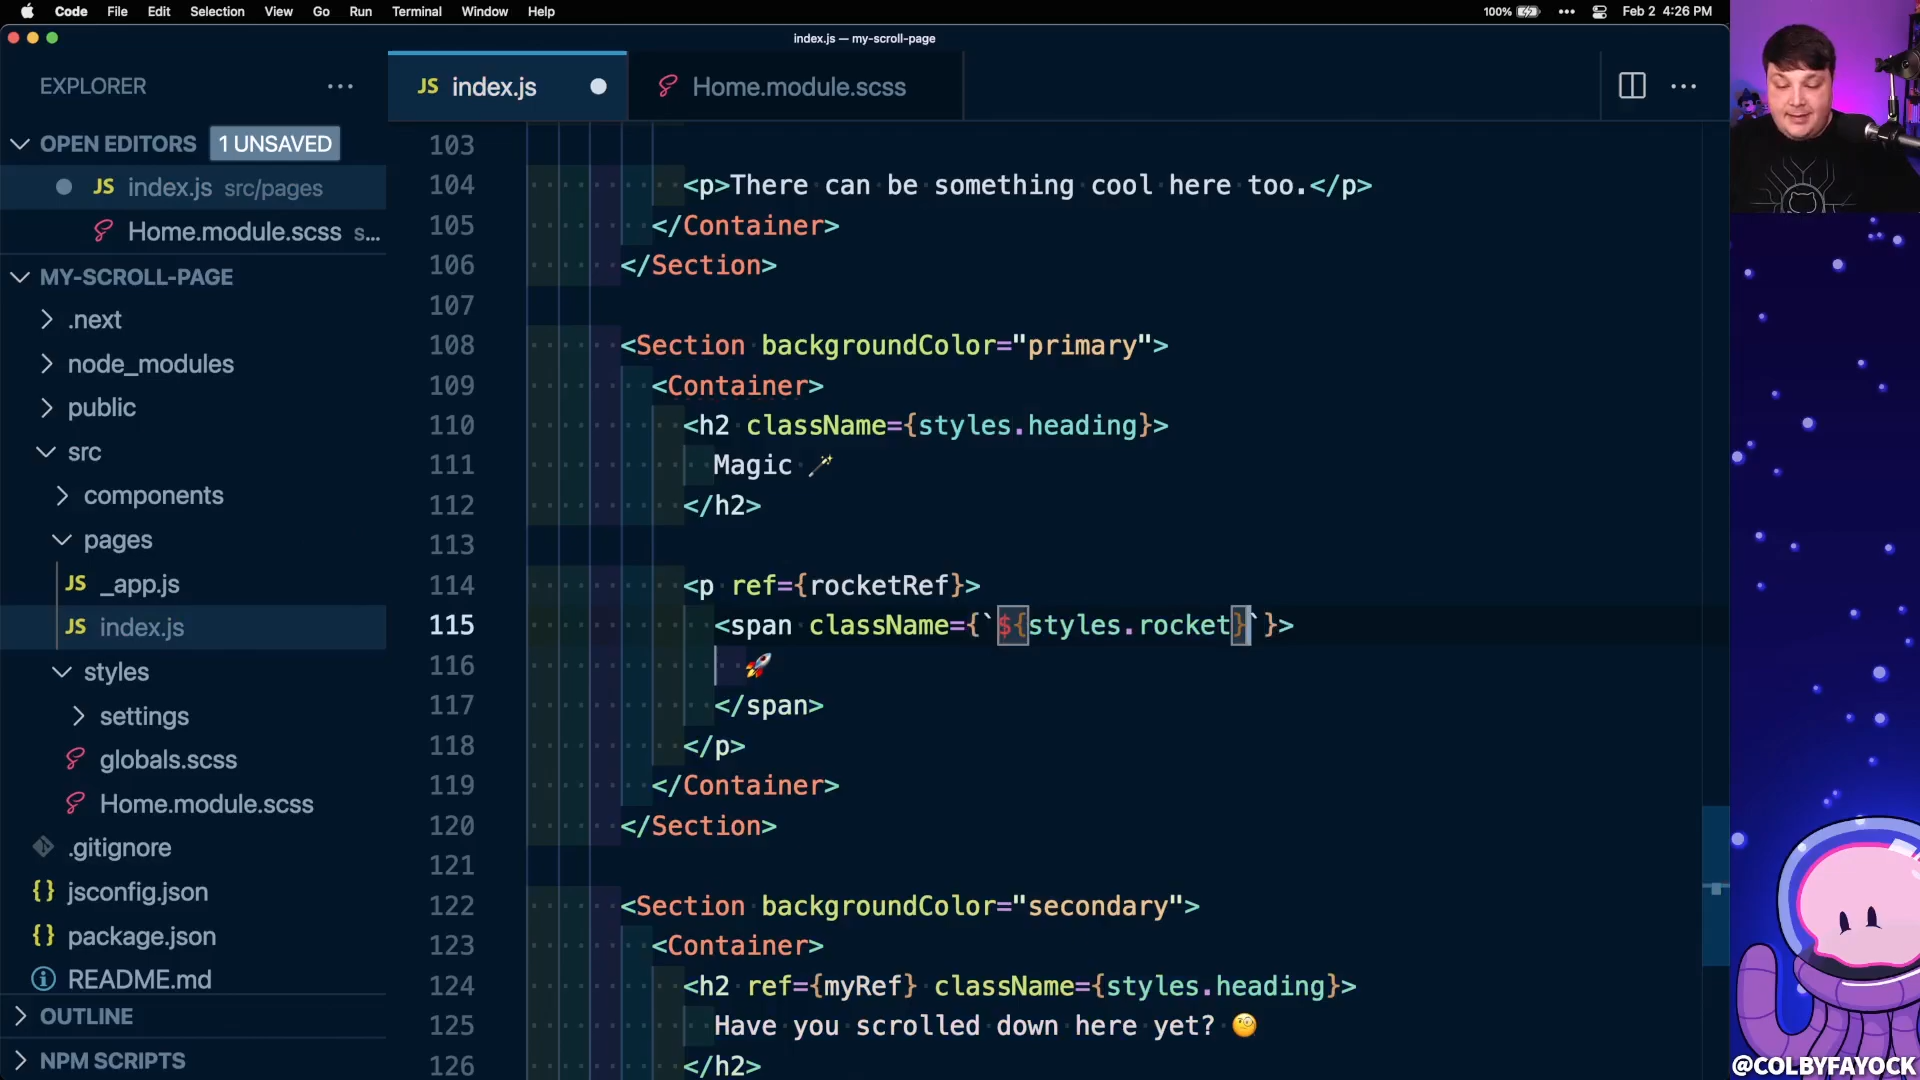 Code File Edit Selection View Go Run Terminal Window Help
100% Feb 2 4:26 PM
index.js — my-scroll-page
EXPLORER
OPEN EDITORS 1 UNSAVED
JS index.js src/pages
Home.module.scss s...
MY-SCROLL-PAGE
.next
node_modules
public
src
components
pages
JS _app.js
JS index.js
styles
settings
globals.scss
Home.module.scss
.gitignore
{} jsconfig.json
{} package.json
README.md
OUTLINE
NPM SCRIPTS
JS index.js
Home.module.scss
103
104 <p>There can be something cool here too.</p>
105 </Container>
106 </Section>
107
108 <Section backgroundColor="primary">
109 <Container>
110 <h2 className={styles.heading}>
111 Magic 🪄
112 </h2>
113
114 <p ref={rocketRef}>
115 <span className={`${styles.rocket}`}>
116 🚀
117 </span>
118 </p>
119 </Container>
120 </Section>
121
122 <Section backgroundColor="secondary">
123 <Container>
124 <h2 ref={myRef} className={styles.heading}>
125 Have you scrolled down here yet? 🧐
126 </h2>
@COLBYFAYOCK